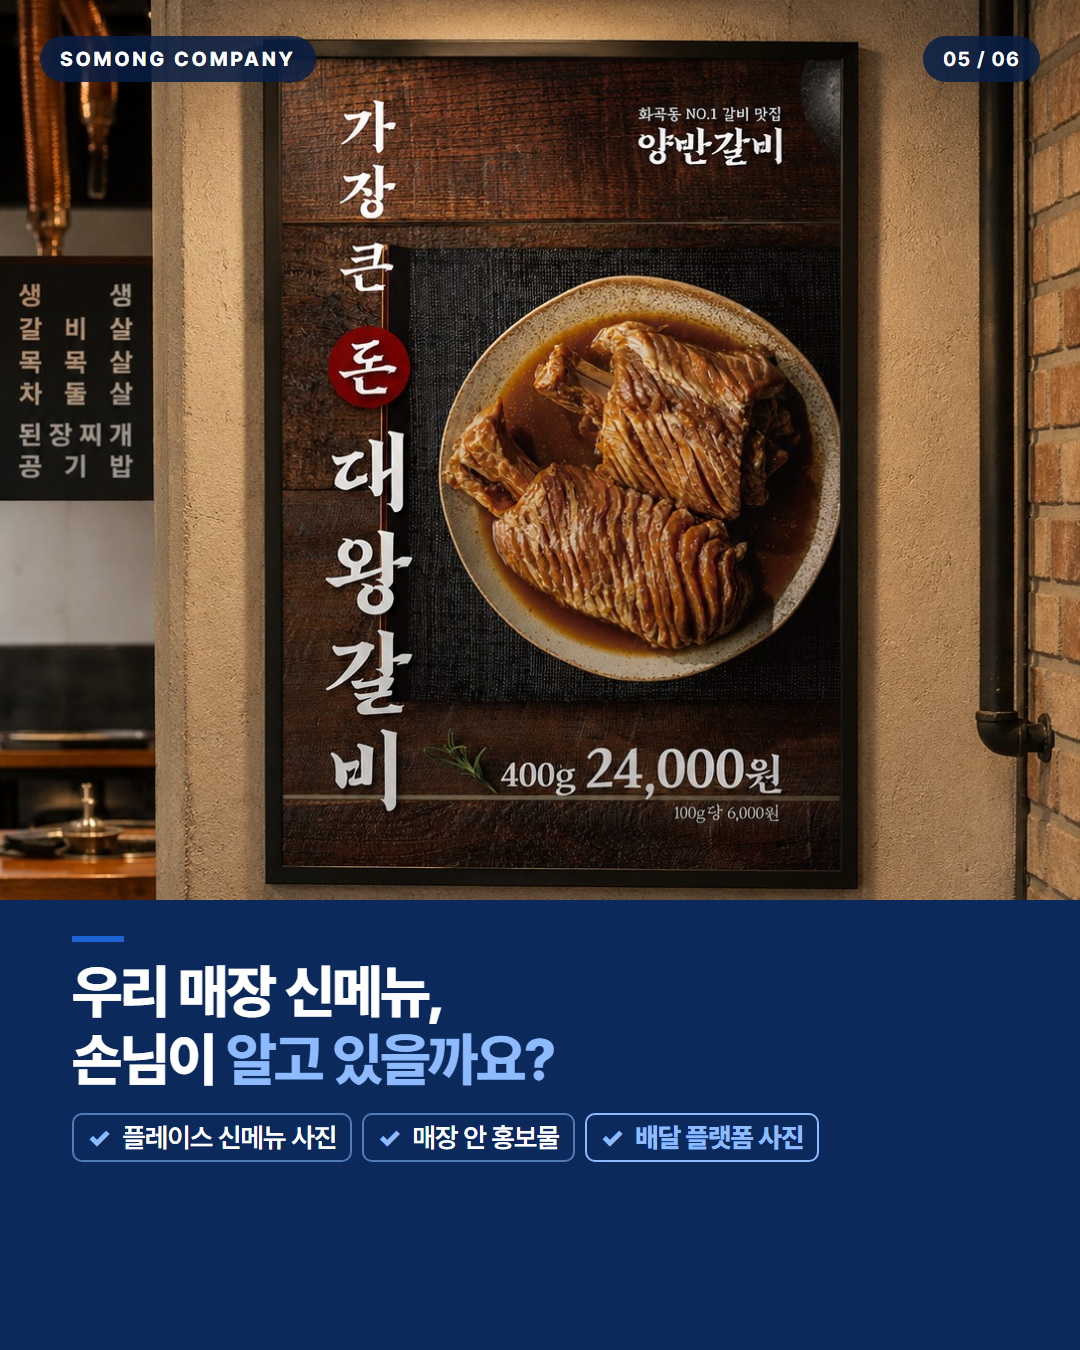 SOMONG COMPANY
05 / 06
생 생
갈 비 살
목 목 살
차 돌 살
된장찌개
공 기 밥
가장 큰 돈대왕갈비
화곡동 NO.1 갈비 맛집
양반갈비
400g 24,000원
100g당 6,000원
우리 매장 신메뉴,
손님이 알고 있을까요?
플레이스 신메뉴 사진
매장 안 홍보물
배달 플랫폼 사진